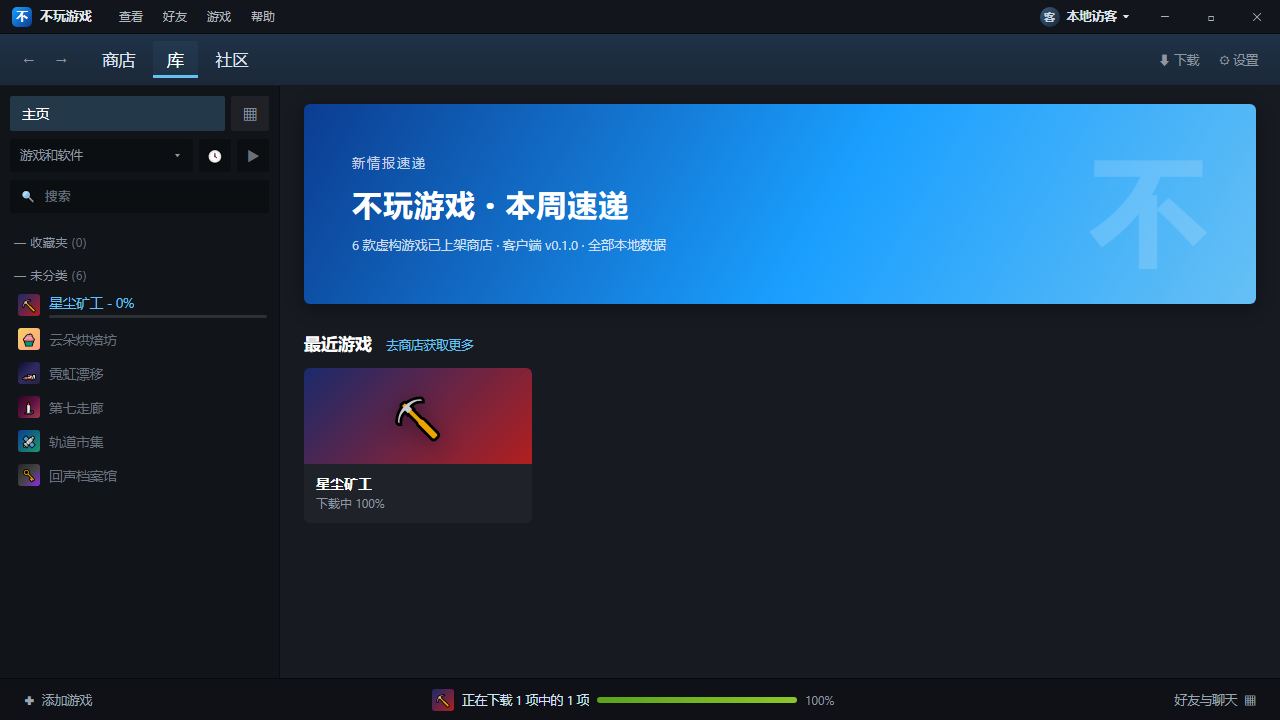 不 不玩游戏 查看 好友 游戏 帮助 客 本地访客
← → 商店 库 社区 下载 设置
主页
游戏和软件
搜索
— 收藏夹 (0)
— 未分类 (6)
星尘矿工 - 0%
云朵烘焙坊
霓虹漂移
第七走廊
轨道市集
回声档案馆
新情报速递
不玩游戏 · 本周速递
6 款虚构游戏已上架商店 · 客户端 v0.1.0 · 全部本地数据
不
最近游戏 去商店获取更多
星尘矿工
下载中 100%
添加游戏 正在下载 1 项中的 1 项 100% 好友与聊天